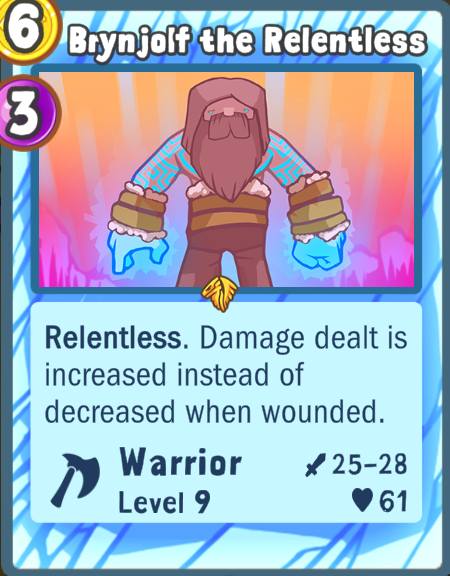 6
Brynjolf the Relentless
3
Relentless. Damage dealt is
increased instead of
decreased when wounded.
Warrior 25–28
Level 9 61